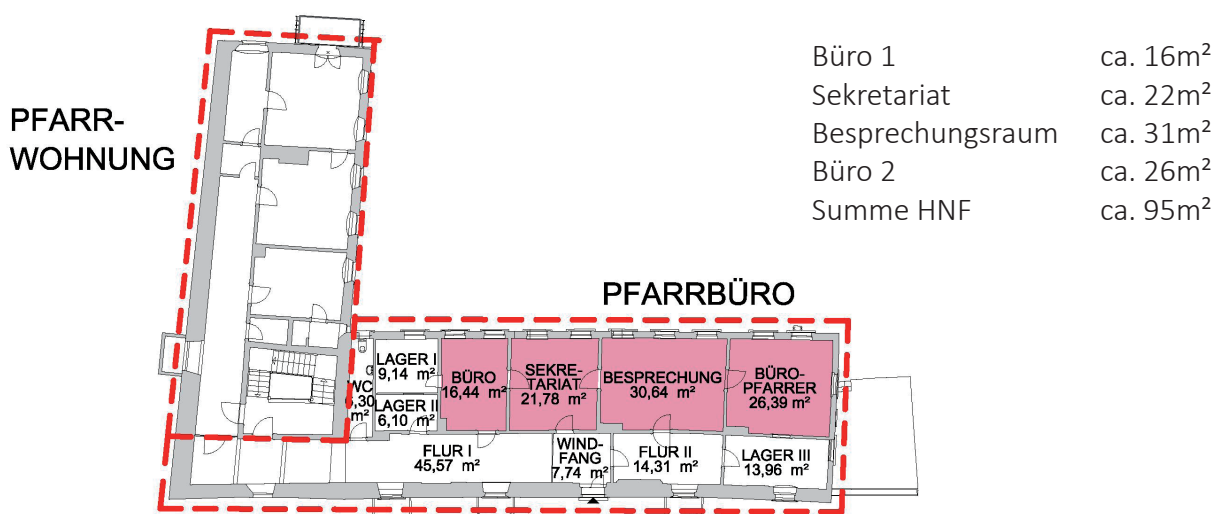 Büro 1 ca. 16m²
Sekretariat ca. 22m²
Besprechungsraum ca. 31m²
Büro 2 ca. 26m²
Summe HNF ca. 95m²
PFARR-
WOHNUNG
PFARRBÜRO
LAGER I
9,14 m²
WC
m²
LAGER II
6,10 m²
BÜRO
16,44 m²
SEKRE-
TARIAT
21,78 m²
BESPRECHUNG
30,64 m²
BÜRO-
PFARRER
26,39 m²
FLUR I
45,57 m²
WIND-
FANG
7,74 m²
FLUR II
14,31 m²
LAGER III
13,96 m²